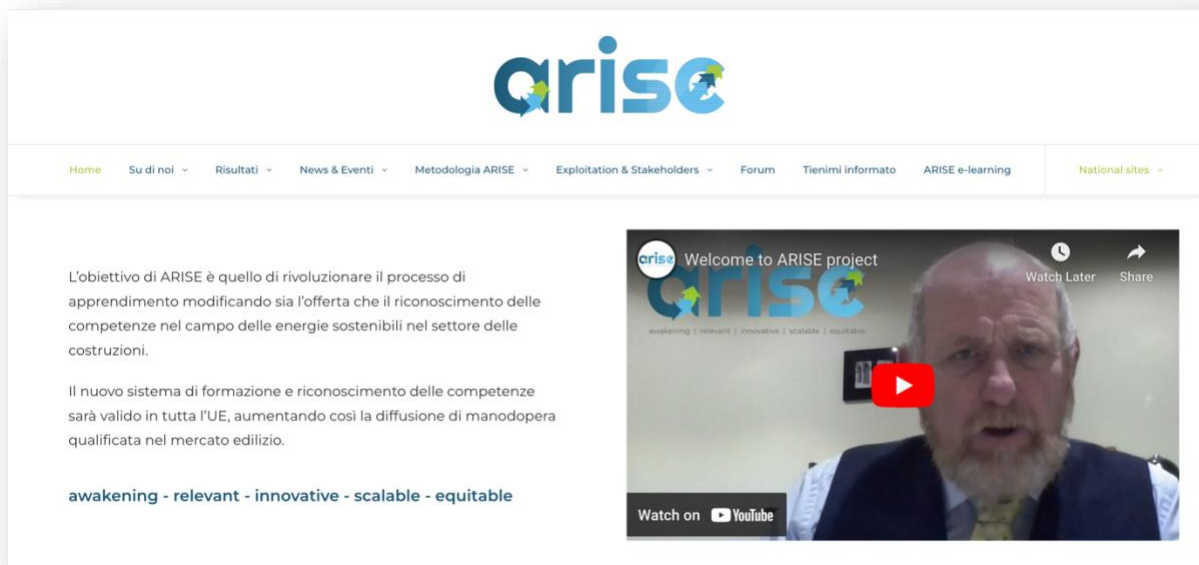 arise
Home Su di noi Risultati News & Eventi Metodologia ARISE Exploitation & Stakeholders Forum Tienimi informato ARISE e-learning National sites
L'obiettivo di ARISE è quello di rivoluzionare il processo di
apprendimento modificando sia l'offerta che il riconoscimento delle
competenze nel campo delle energie sostenibili nel settore delle
costruzioni.
Il nuovo sistema di formazione e riconoscimento delle competenze
sarà valido in tutta l'UE, aumentando così la diffusione di manodopera
qualificata nel mercato edilizio.
awakening - relevant - innovative - scalable - equitable
arise Welcome to ARISE project
Watch Later Share
arise
awakening | relevant | innovative | scalable | equitable
Watch on YouTube